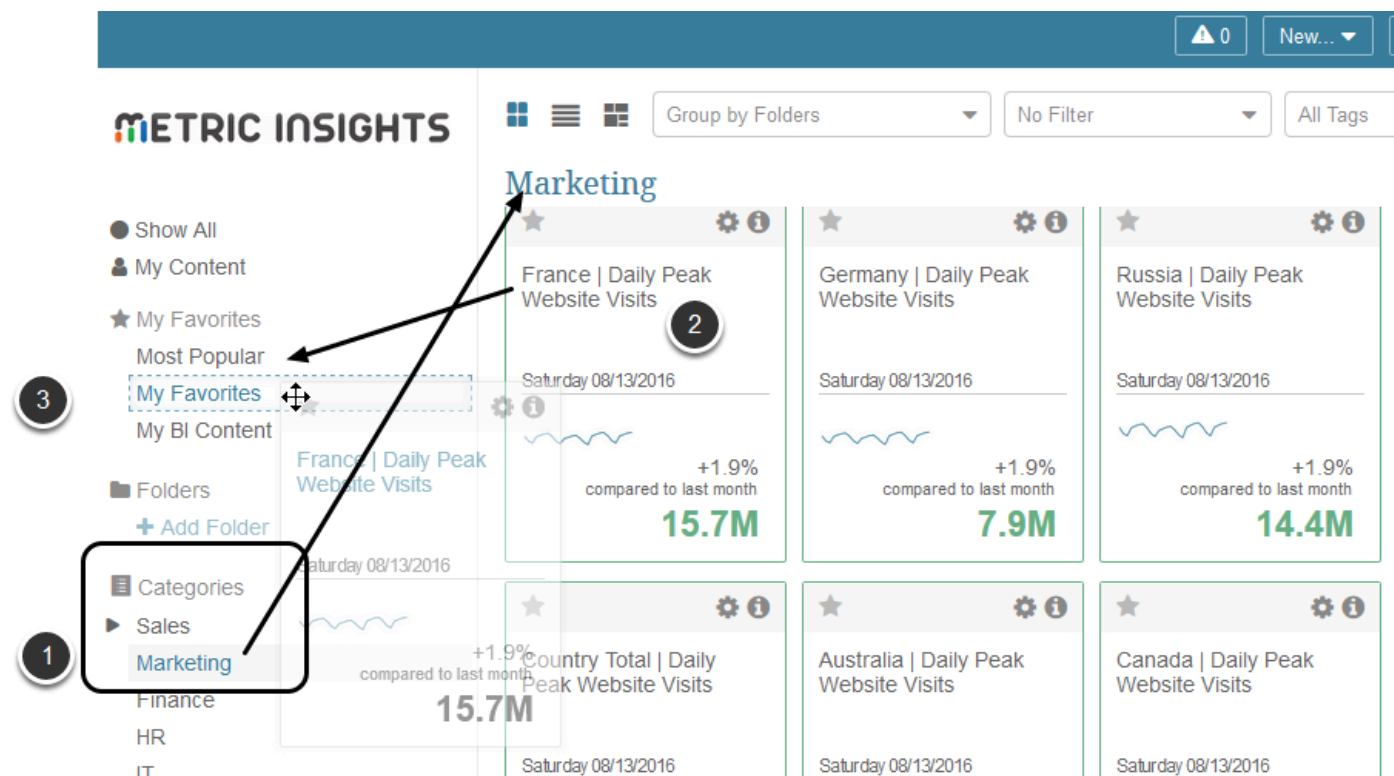 0
New...
METRIC INSIGHTS
Group by Folders
No Filter
All Tags
Marketing
Show All
My Content
My Favorites
Most Popular
My Favorites
My BI Content
Folders
Add Folder
Categories
Sales
Marketing
Finance
HR
IT
1
2
3
France | Daily Peak
Website Visits
Saturday 08/13/2016
+1.9%
compared to last month
15.7M
France | Daily Peak
Website Visits
Saturday 08/13/2016
+1.9%
compared to last month
15.7M
Germany | Daily Peak
Website Visits
Saturday 08/13/2016
+1.9%
compared to last month
7.9M
Russia | Daily Peak
Website Visits
Saturday 08/13/2016
+1.9%
compared to last month
14.4M
Country Total | Daily
Peak Website Visits
Saturday 08/13/2016
Australia | Daily Peak
Website Visits
Saturday 08/13/2016
Canada | Daily Peak
Website Visits
Saturday 08/13/2016